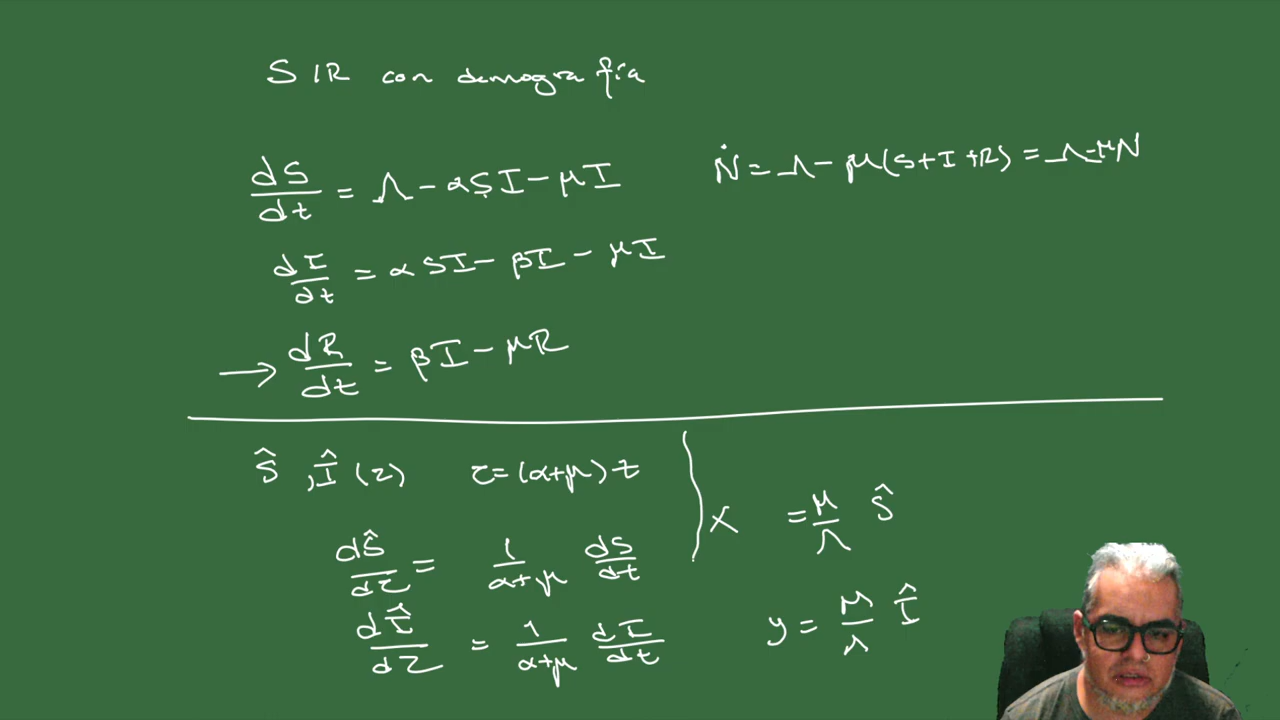 SIR con demografía
dS/dt = Λ - αSI - μI
Ṅ = Λ - μ(S+I+R) = Λ-μN
dI/dt = αSI - βI - μI
→ dR/dt = βI - μR
Ŝ, Î(τ) τ=(α+μ)t
dŜ/dτ = 1/(α+μ) dS/dt
dÎ/dτ = 1/(α+μ) dI/dt
x = μ/Λ Ŝ
y = μ/Λ Î